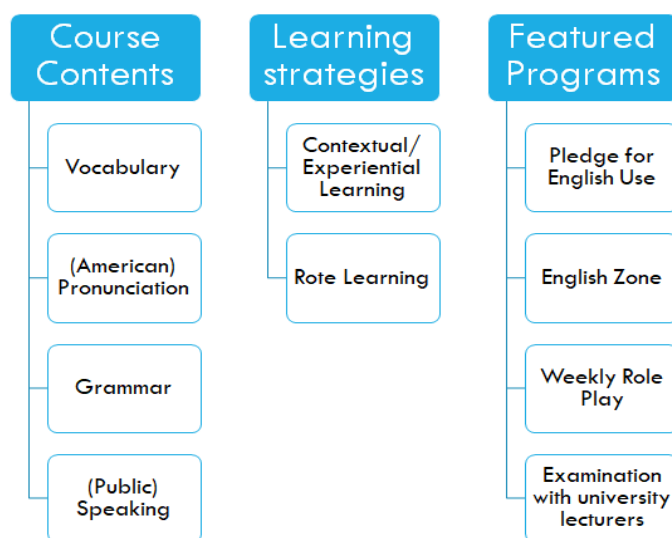 Course
Contents
Vocabulary
(American)
Pronunciation
Grammar
(Public)
Speaking
Learning
strategies
Contextual/
Experiential
Learning
Rote Learning
Featured
Programs
Pledge for
English Use
English Zone
Weekly Role
Play
Examination
with university
lecturers